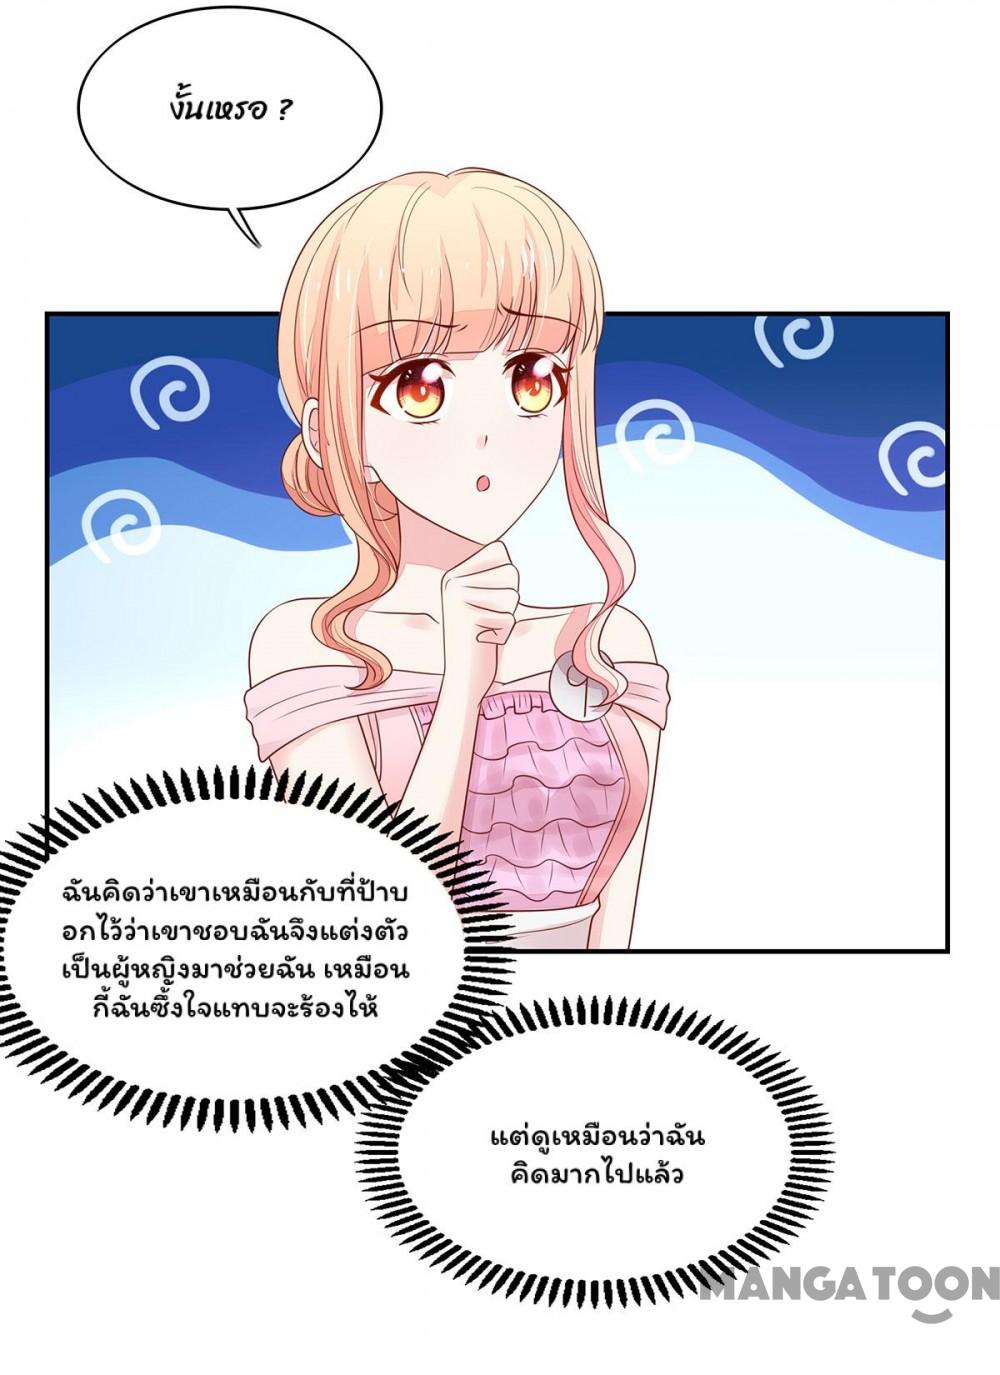 งั้นเหรอ ?
ฉันคิดว่าเขาเหมือนกับที่ป้าบ
อกไว้ว่าเขาชอบฉันจึงแต่งตัว
เป็นผู้หญิงมาช่วยฉัน เหมือน
กี้ฉันซึ้งใจแทบจะร้องไห้
แต่ดูเหมือนว่าฉัน
คิดมากไปแล้ว
MANGATOON